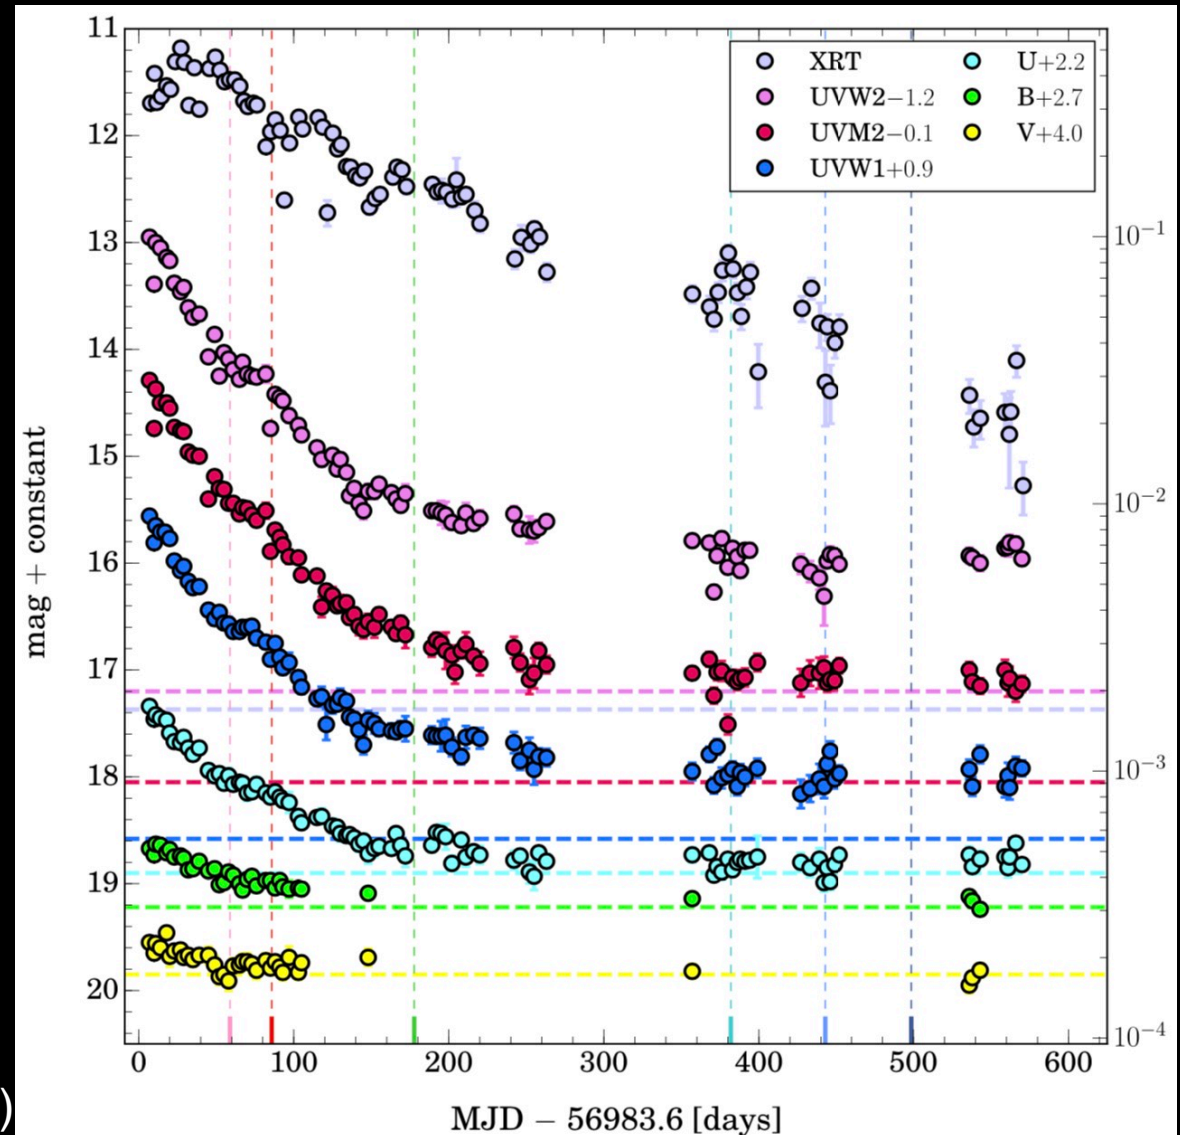 11
12
13
14
15
16
17
18
19
20
mag + constant
XRT
UVW2−1.2
UVM2−0.1
UVW1+0.9
U+2.2
B+2.7
V+4.0
10⁻¹
10⁻²
10⁻³
10⁻⁴
0 100 200 300 400 500 600
MJD − 56983.6 [days]
)